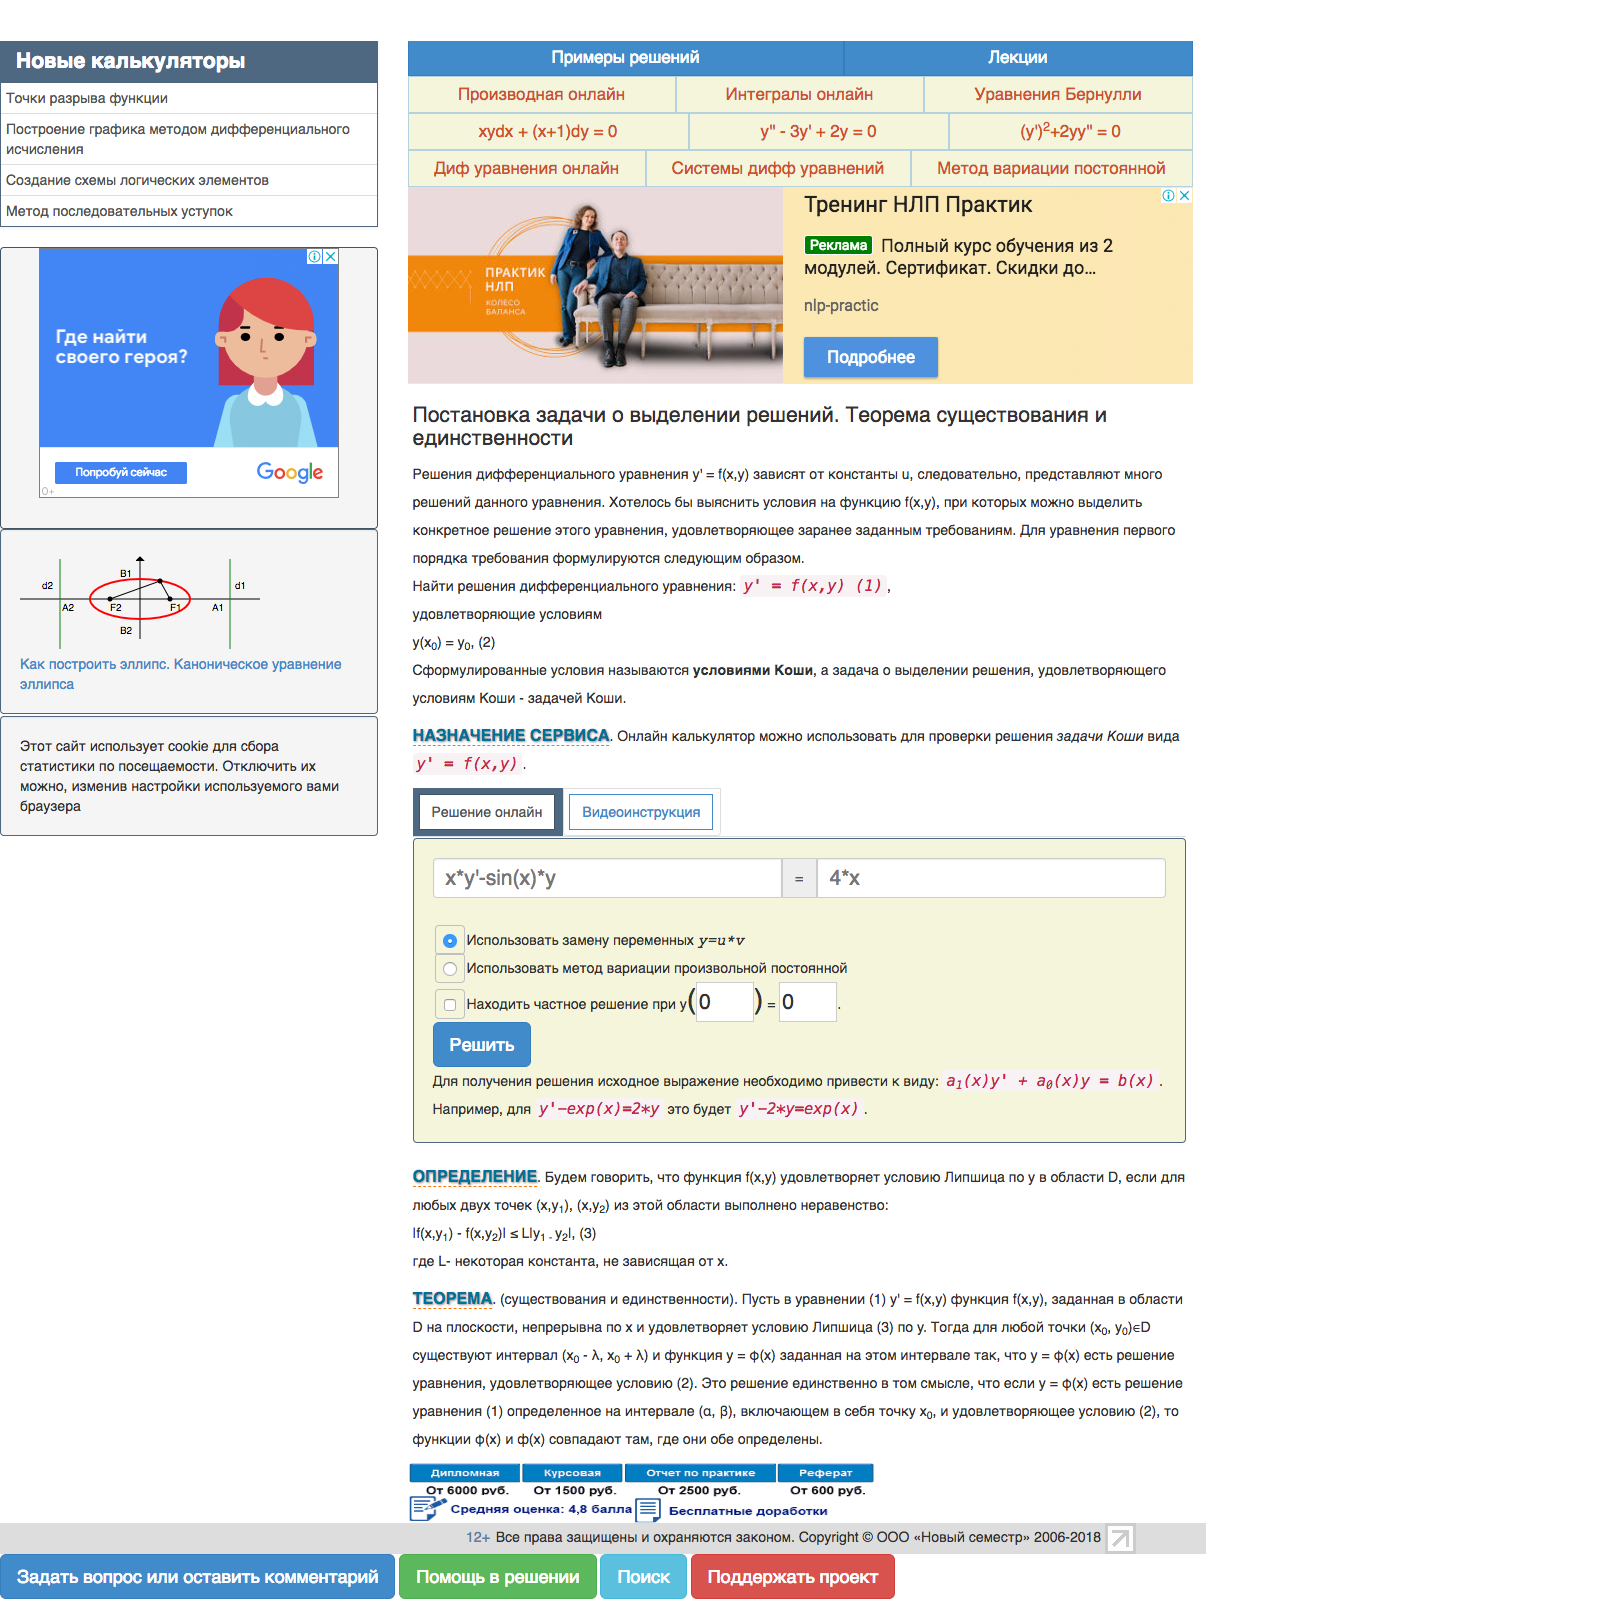 Новые калькуляторы
Точки разрыва функции
Построение графика методом дифференциального
исчисления
Создание схемы логических элементов
Метод последовательных уступок
Где найти
своего героя?
Попробуй сейчас
Google
0+
d2
B1
d1
A2
F2
F1
A1
B2
Как построить эллипс. Каноническое уравнение
эллипса
Этот сайт использует cookie для сбора
статистики по посещаемости. Отключить их
можно, изменив настройки используемого вами
браузера
Примеры решений
Лекции
Производная онлайн
Интегралы онлайн
Уравнения Бернулли
xydx + (x+1)dy = 0
y" - 3y' + 2y = 0
(y')²+2yy" = 0
Диф уравнения онлайн
Системы дифф уравнений
Метод вариации постоянной
ПРАКТИК
НЛП
КОЛЕСО
БАЛАНСА
Тренинг НЛП Практик
Реклама Полный курс обучения из 2
модулей. Сертификат. Скидки до...
nlp-practic
Подробнее
Постановка задачи о выделении решений. Теорема существования и
единственности
Решения дифференциального уравнения y' = f(x,y) зависят от константы u, следовательно, представляют много
решений данного уравнения. Хотелось бы выяснить условия на функцию f(x,y), при которых можно выделить
конкретное решение этого уравнения, удовлетворяющее заранее заданным требованиям. Для уравнения первого
порядка требования формулируются следующим образом.
Найти решения дифференциального уравнения: y' = f(x,y) (1) ,
удовлетворяющие условиям
y(x₀) = y₀, (2)
Сформулированные условия называются условиями Коши, а задача о выделении решения, удовлетворяющего
условиям Коши - задачей Коши.
НАЗНАЧЕНИЕ СЕРВИСА. Онлайн калькулятор можно использовать для проверки решения задачи Коши вида
y' = f(x,y) .
Решение онлайн
Видеоинструкция
x*y'-sin(x)*y = 4*x
Использовать замену переменных y=u*v
Использовать метод вариации произвольной постоянной
Находить частное решение при y(0) = 0.
Решить
Для получения решения исходное выражение необходимо привести к виду: a₁(x)y' + a₀(x)y = b(x) .
Например, для y'-exp(x)=2*y это будет y'-2*y=exp(x) .
ОПРЕДЕЛЕНИЕ. Будем говорить, что функция f(x,y) удовлетворяет условию Липшица по y в области D, если для
любых двух точек (x,y₁), (x,y₂) из этой области выполнено неравенство:
|f(x,y₁) - f(x,y₂)| ≤ L|y₁ ₋ y₂|, (3)
где L- некоторая константа, не зависящая от x.
ТЕОРЕМА. (существования и единственности). Пусть в уравнении (1) y' = f(x,y) функция f(x,y), заданная в области
D на плоскости, непрерывна по x и удовлетворяет условию Липшица (3) по y. Тогда для любой точки (x₀, y₀)∈D
существуют интервал (x₀ - λ, x₀ + λ) и функция y = φ(x) заданная на этом интервале так, что y = φ(x) есть решение
уравнения, удовлетворяющее условию (2). Это решение единственно в том смысле, что если y = φ(x) есть решение
уравнения (1) определенное на интервале (α, β), включающем в себя точку x₀, и удовлетворяющее условию (2), то
функции φ(x) и ф(x) совпадают там, где они обе определены.
Дипломная
Курсовая
Отчет по практике
Реферат
От 6000 руб.
От 1500 руб.
От 2500 руб.
От 600 руб.
Средняя оценка: 4,8 балла
Бесплатные доработки
12+ Все права защищены и охраняются законом. Copyright © ООО «Новый семестр» 2006-2018
Задать вопрос или оставить комментарий
Помощь в решении
Поиск
Поддержать проект